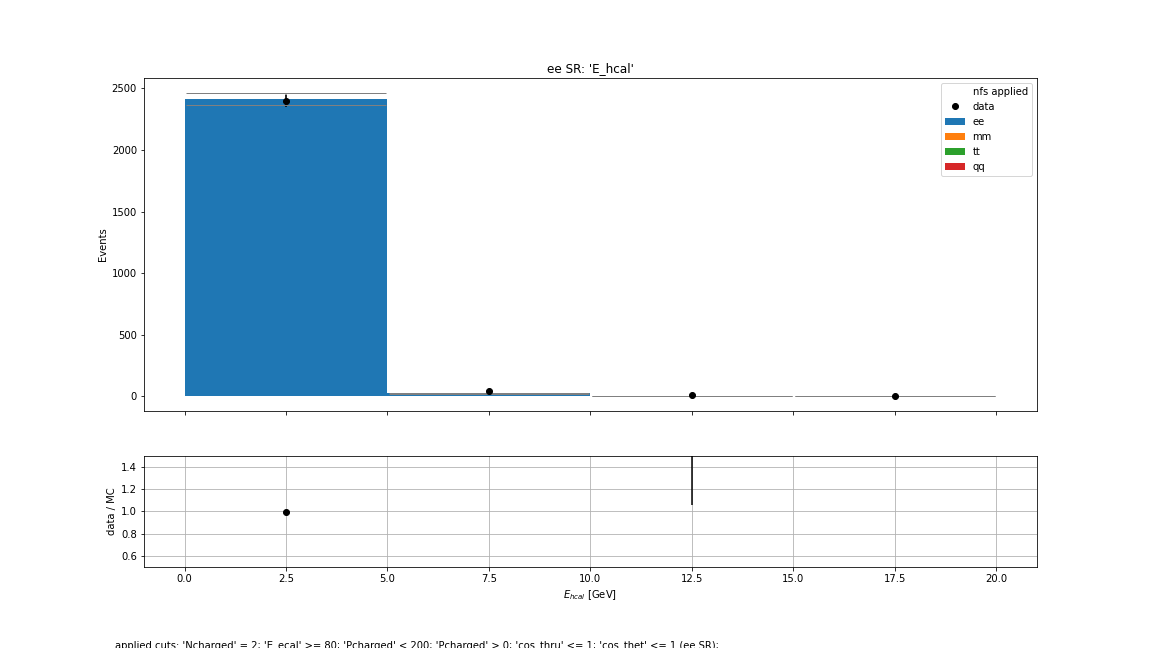 ee SR: 'E_hcal'
2500
2000
1500
1000
500
0
Events
nfs applied
data
ee
mm
tt
qq
1.4
1.2
1.0
0.8
0.6
data / MC
0.0 2.5 5.0 7.5 10.0 12.5 15.0 17.5 20.0
E_hcal [GeV]
applied cuts: 'Ncharged' = 2; 'E_ecal' >= 80; 'Pcharged' < 200; 'Pcharged' > 0; 'cos_thru' <= 1; 'cos_thet' <= 1 (ee SR);